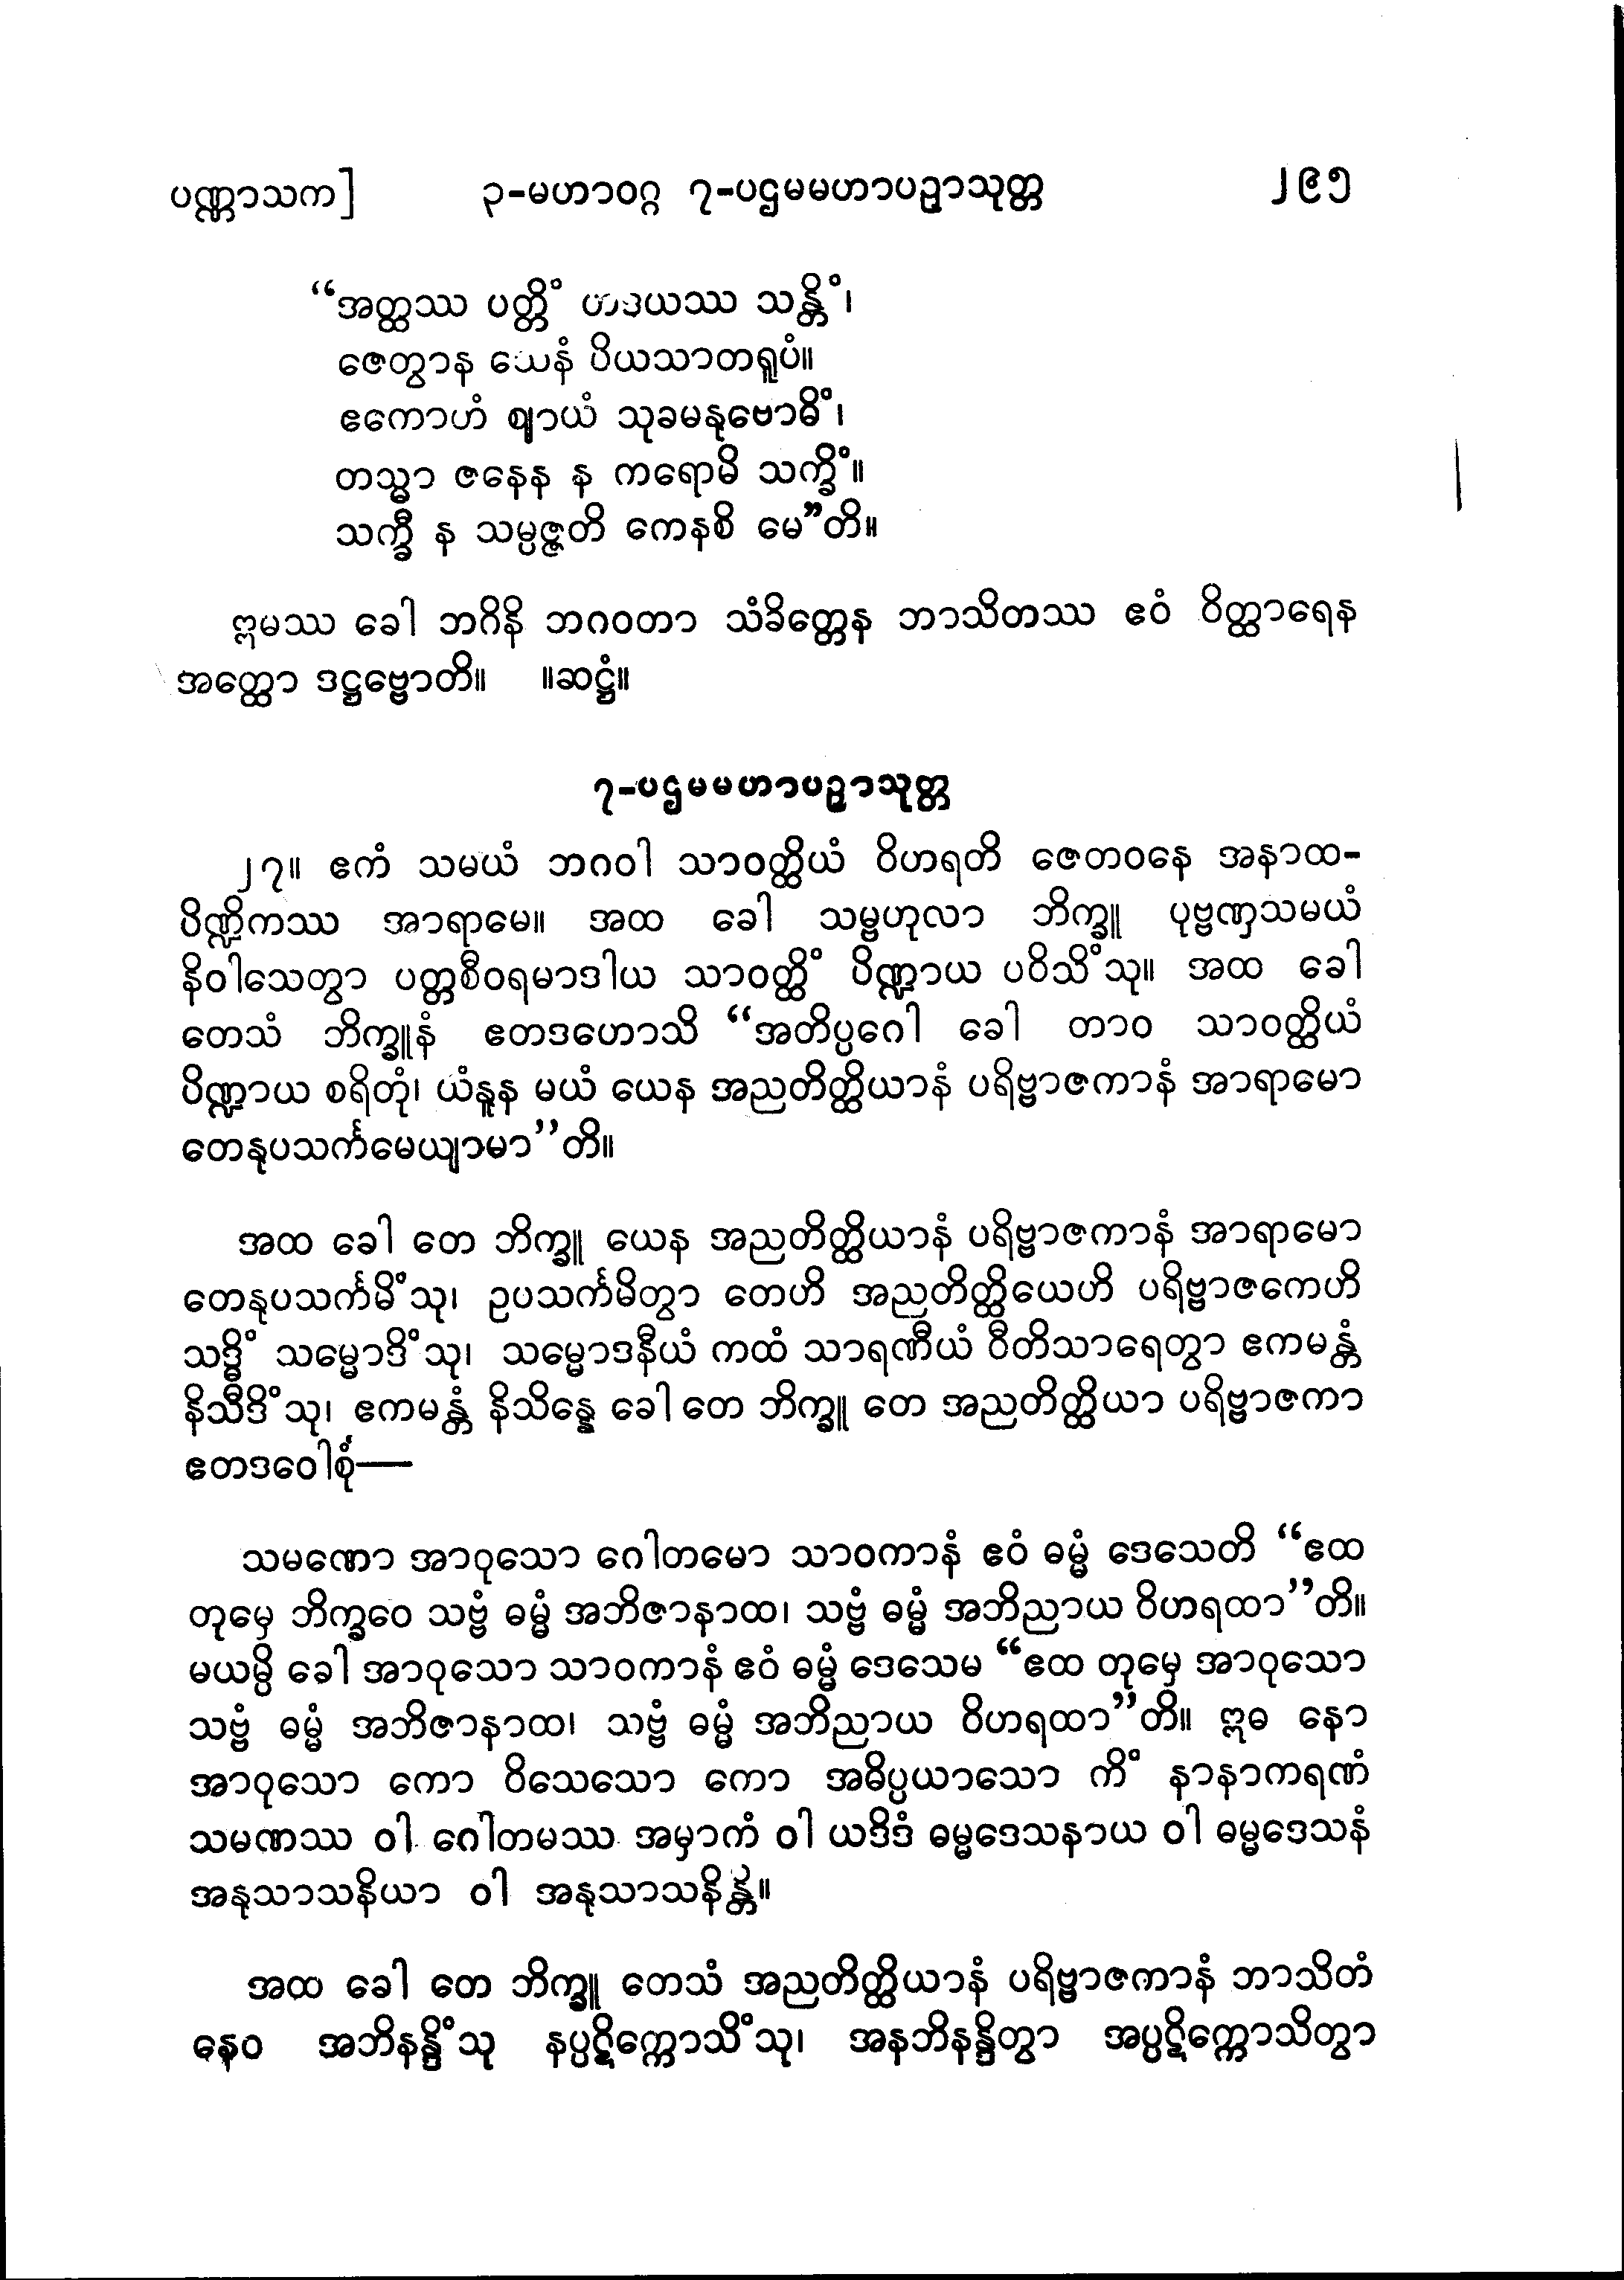 ပဏ္ဏာသက] ၃-မဟာဝဂ္ဂ ၇-ပဌမမဟာပဉှာသုတ္တ ၂၉၅
“အတ္ထဿ ပတ္တိံ ဟဒယဿ သန္တိံ၊
ဇေတွာန သေနံ ပိယသာတရူပံ။
ဧကောဟံ ဈာယံ သုခမနုဗောဓိံ၊
တသ္မာ ဇနေန န ကရောမိ သက္ခိံ။
သက္ခီ န သမ္ပဇ္ဇတိ ကေနစိ မေ”တိ။
ဣမဿ ခေါ ဘဂိနိ ဘဂဝတာ သံခိတ္တေန ဘာသိတဿ ဧဝံ ဝိတ္ထာရေန
အတ္ထော ဒဋ္ဌဗ္ဗောတိ။ ။ဆဋ္ဌံ။
၇-ပဌမမဟာပဉှာသုတ္တ
၂၇။ ဧကံ သမယံ ဘဂဝါ သာဝတ္ထိယံ ဝိဟရတိ ဇေတဝနေ အနာထ-
ပိဏ္ဍိကဿ အာရာမေ။ အထ ခေါ သမ္ဗဟုလာ ဘိက္ခူ ပုဗ္ဗဏှသမယံ
နိဝါသေတွာ ပတ္တစီဝရမာဒါယ သာဝတ္ထိံ ပိဏ္ဍာယ ပဝိသိံသု။ အထ ခေါ
တေသံ ဘိက္ခူနံ ဧတဒဟောသိ “အတိပ္ပဂေါ ခေါ တာဝ သာဝတ္ထိယံ
ပိဏ္ဍာယ စရိတုံ၊ ယံနူန မယံ ယေန အညတိတ္ထိယာနံ ပရိဗ္ဗာဇကာနံ အာရာမော
တေနုပသင်္ကမေယျာမာ”တိ။
အထ ခေါ တေ ဘိက္ခူ ယေန အညတိတ္ထိယာနံ ပရိဗ္ဗာဇကာနံ အာရာမော
တေနုပသင်္ကမိံသု၊ ဥပသင်္ကမိတွာ တေဟိ အညတိတ္ထိယေဟိ ပရိဗ္ဗာဇကေဟိ
သဒ္ဓိံ သမ္မောဒိံသု၊ သမ္မောဒနီယံ ကထံ သာရဏီယံ ဝီတိသာရေတွာ ဧကမန္တံ
နိသီဒိံသု၊ ဧကမန္တံ နိသိန္နေ ခေါ တေ ဘိက္ခူ တေ အညတိတ္ထိယာ ပရိဗ္ဗာဇကာ
ဧတဒဝေါစုံ—
သမဏော အာဝုသော ဂေါတမော သာဝကာနံ ဧဝံ ဓမ္မံ ဒေသေတိ “ဧထ
တုမှေ ဘိက္ခဝေ သဗ္ဗံ ဓမ္မံ အဘိဇာနာထ၊ သဗ္ဗံ ဓမ္မံ အဘိညာယ ဝိဟရထာ”တိ။
မယမ္ပိ ခေါ အာဝုသော သာဝကာနံ ဧဝံ ဓမ္မံ ဒေသေမ “ဧထ တုမှေ အာဝုသော
သဗ္ဗံ ဓမ္မံ အဘိဇာနာထ၊ သဗ္ဗံ ဓမ္မံ အဘိညာယ ဝိဟရထာ”တိ။ ဣဓ နော
အာဝုသော ကော ဝိသေသော ကော အဓိပ္ပယာသော ကိံ နာနာကရဏံ
သမဏဿ ဝါ ဂေါတမဿ အမှာကံ ဝါ ယဒိဒံ ဓမ္မဒေသနာယ ဝါ ဓမ္မဒေသနံ
အနုသာသနိယာ ဝါ အနုသာသနိန္တိ။
အထ ခေါ တေ ဘိက္ခူ တေသံ အညတိတ္ထိယာနံ ပရိဗ္ဗာဇကာနံ ဘာသိတံ
နေဝ အဘိနန္ဒိံသု နပ္ပဋိက္ကောသိံသု၊ အနဘိနန္ဒိတွာ အပ္ပဋိက္ကောသိတွာ